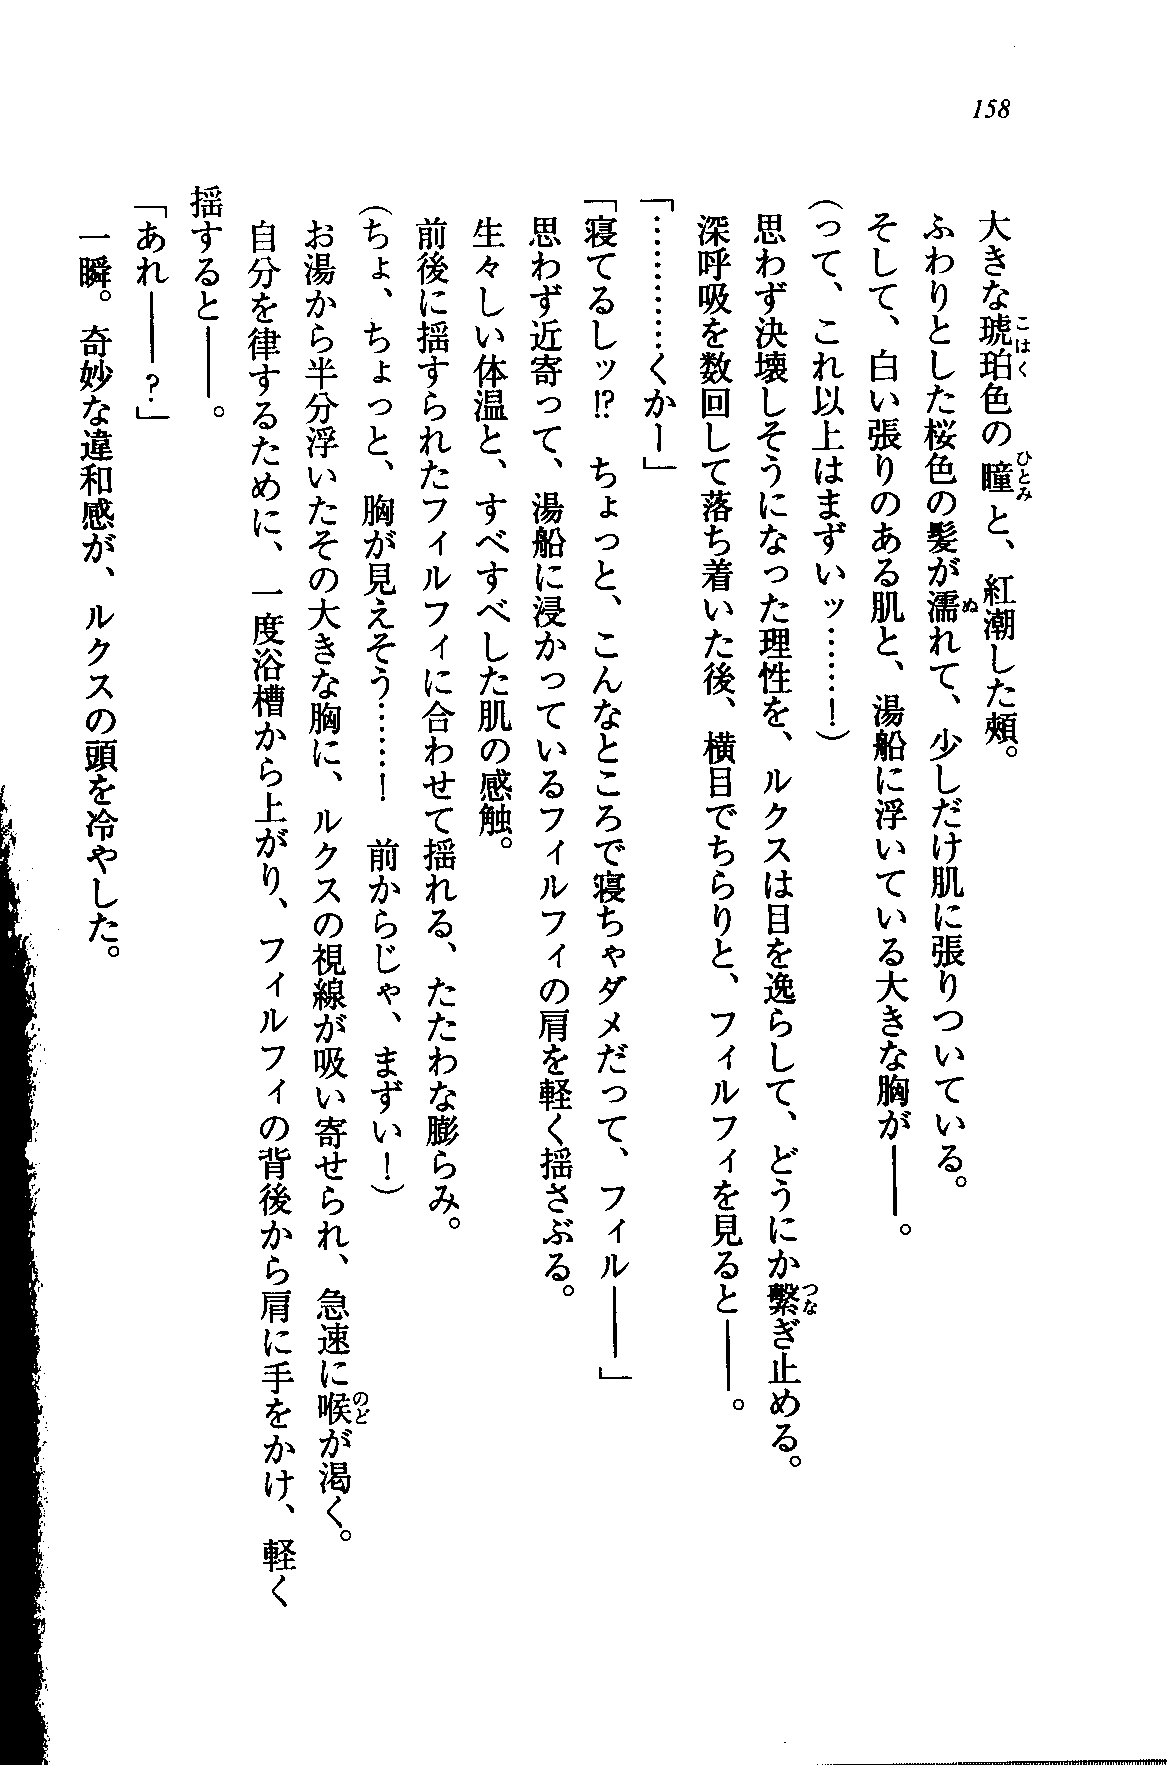 158
大きな琥珀色の瞳と、紅潮した頰。
ふわりとした桜色の髪が濡れて、少しだけ肌に張りついている。
そして、白い張りのある肌と、湯船に浮いている大きな胸が――。
(って、これ以上はまずいッ……！)
思わず決壊しそうになった理性を、ルクスは目を逸らして、どうにか繫ぎ止める。
深呼吸を数回して落ち着いた後、横目でちらりと、フィルフィを見ると――。
「…………くかー」
「寝てるしッ!?　ちょっと、こんなところで寝ちゃダメだって、フィル――」
思わず近寄って、湯船に浸かっているフィルフィの肩を軽く揺さぶる。
生々しい体温と、すべすべした肌の感触。
前後に揺すられたフィルフィに合わせて揺れる、たわわな膨らみ。
(ちょ、ちょっと、胸が見えそう……！　前からじゃ、まずい！)
お湯から半分浮いたその大きな胸に、ルクスの視線が吸い寄せられ、急速に喉が渇く。
自分を律するために、一度浴槽から上がり、フィルフィの背後から肩に手をかけ、軽く
揺すると――。
「あれ――？」
一瞬。奇妙な違和感が、ルクスの頭を冷やした。